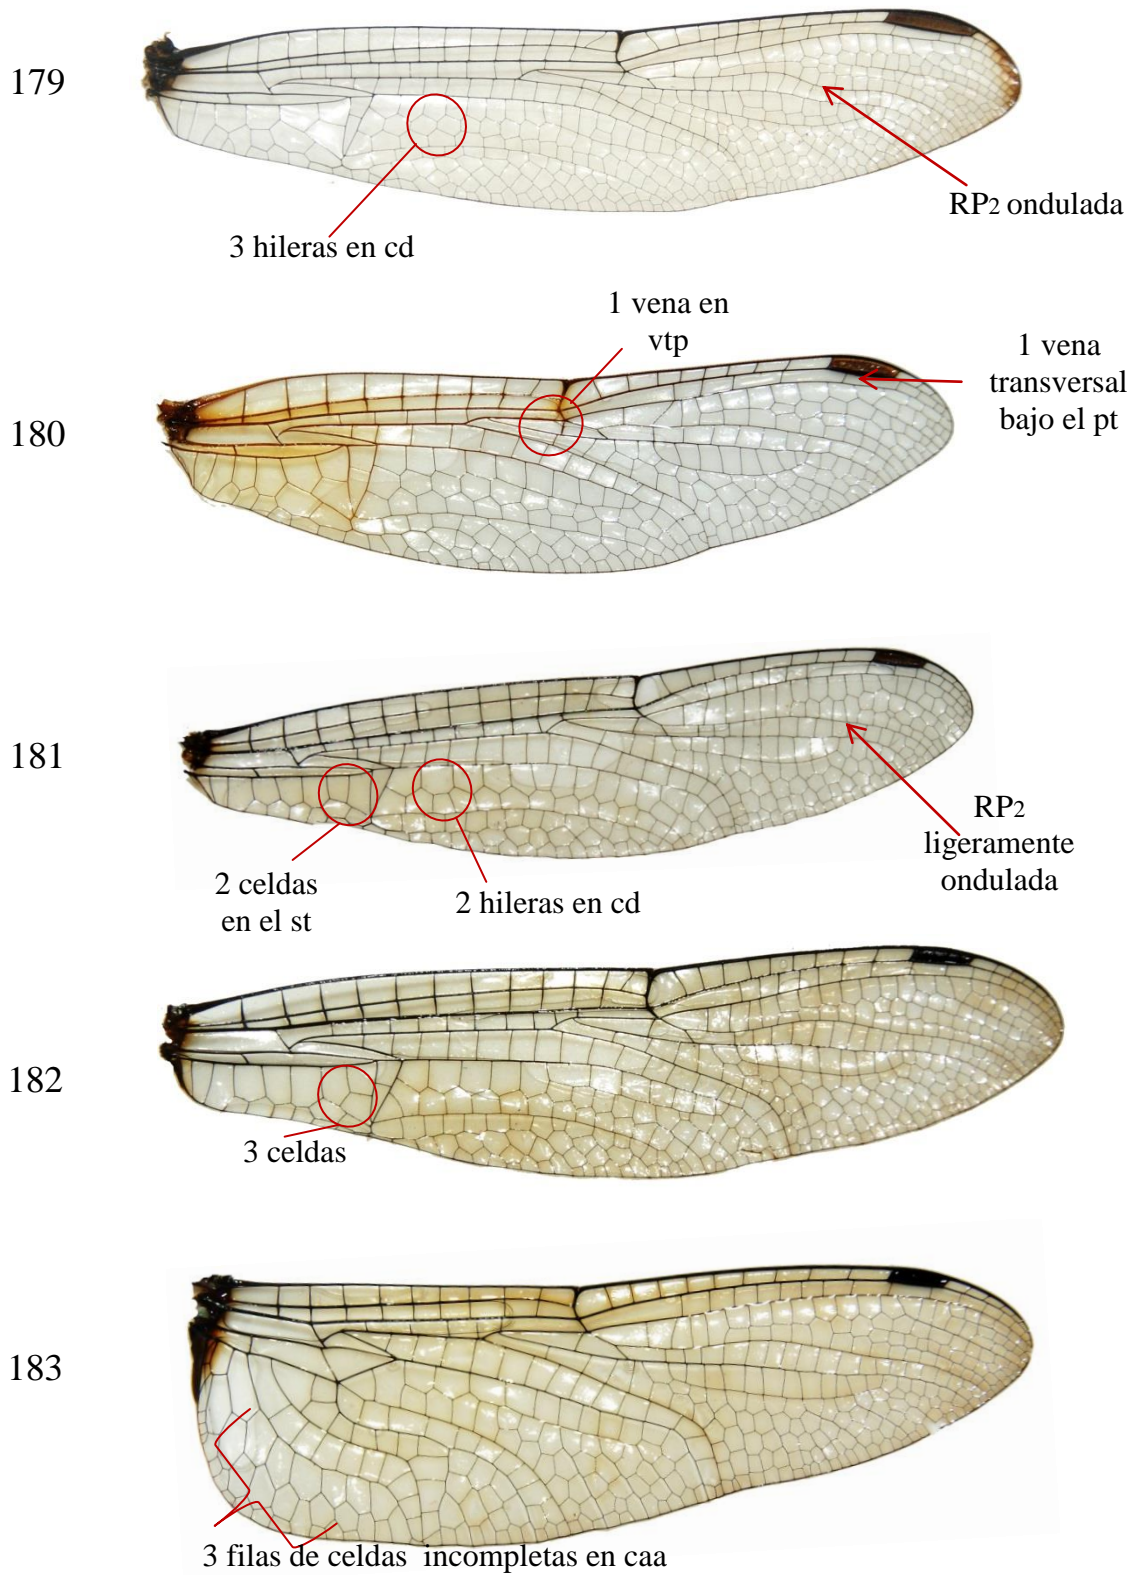 179
RP2 ondulada
3 hileras en cd
1 vena en
vtp
1 vena
transversal
bajo el pt
180
181
RP2
ligeramente
ondulada
2 celdas
en el st
2 hileras en cd
182
3 celdas
183
3 filas de celdas incompletas en caa